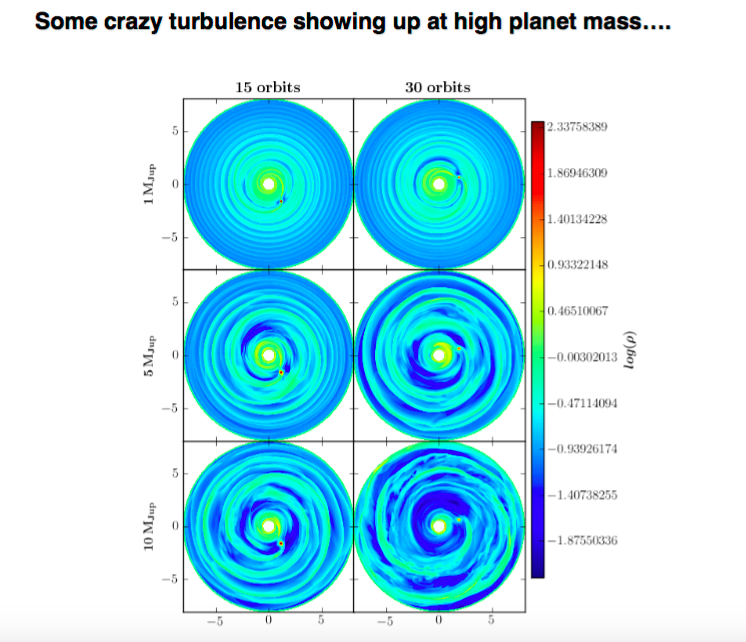 Some crazy turbulence showing up at high planet mass....
15 orbits 30 orbits
1 MJup
5
0
−5
5 MJup
5
0
−5
10 MJup
5
0
−5
−5 0 5 −5 0 5
2.33758389
1.86946309
1.40134228
0.93322148
0.46510067
−0.00302013
−0.47114094
−0.93926174
−1.40738255
−1.87550336
log(ρ)